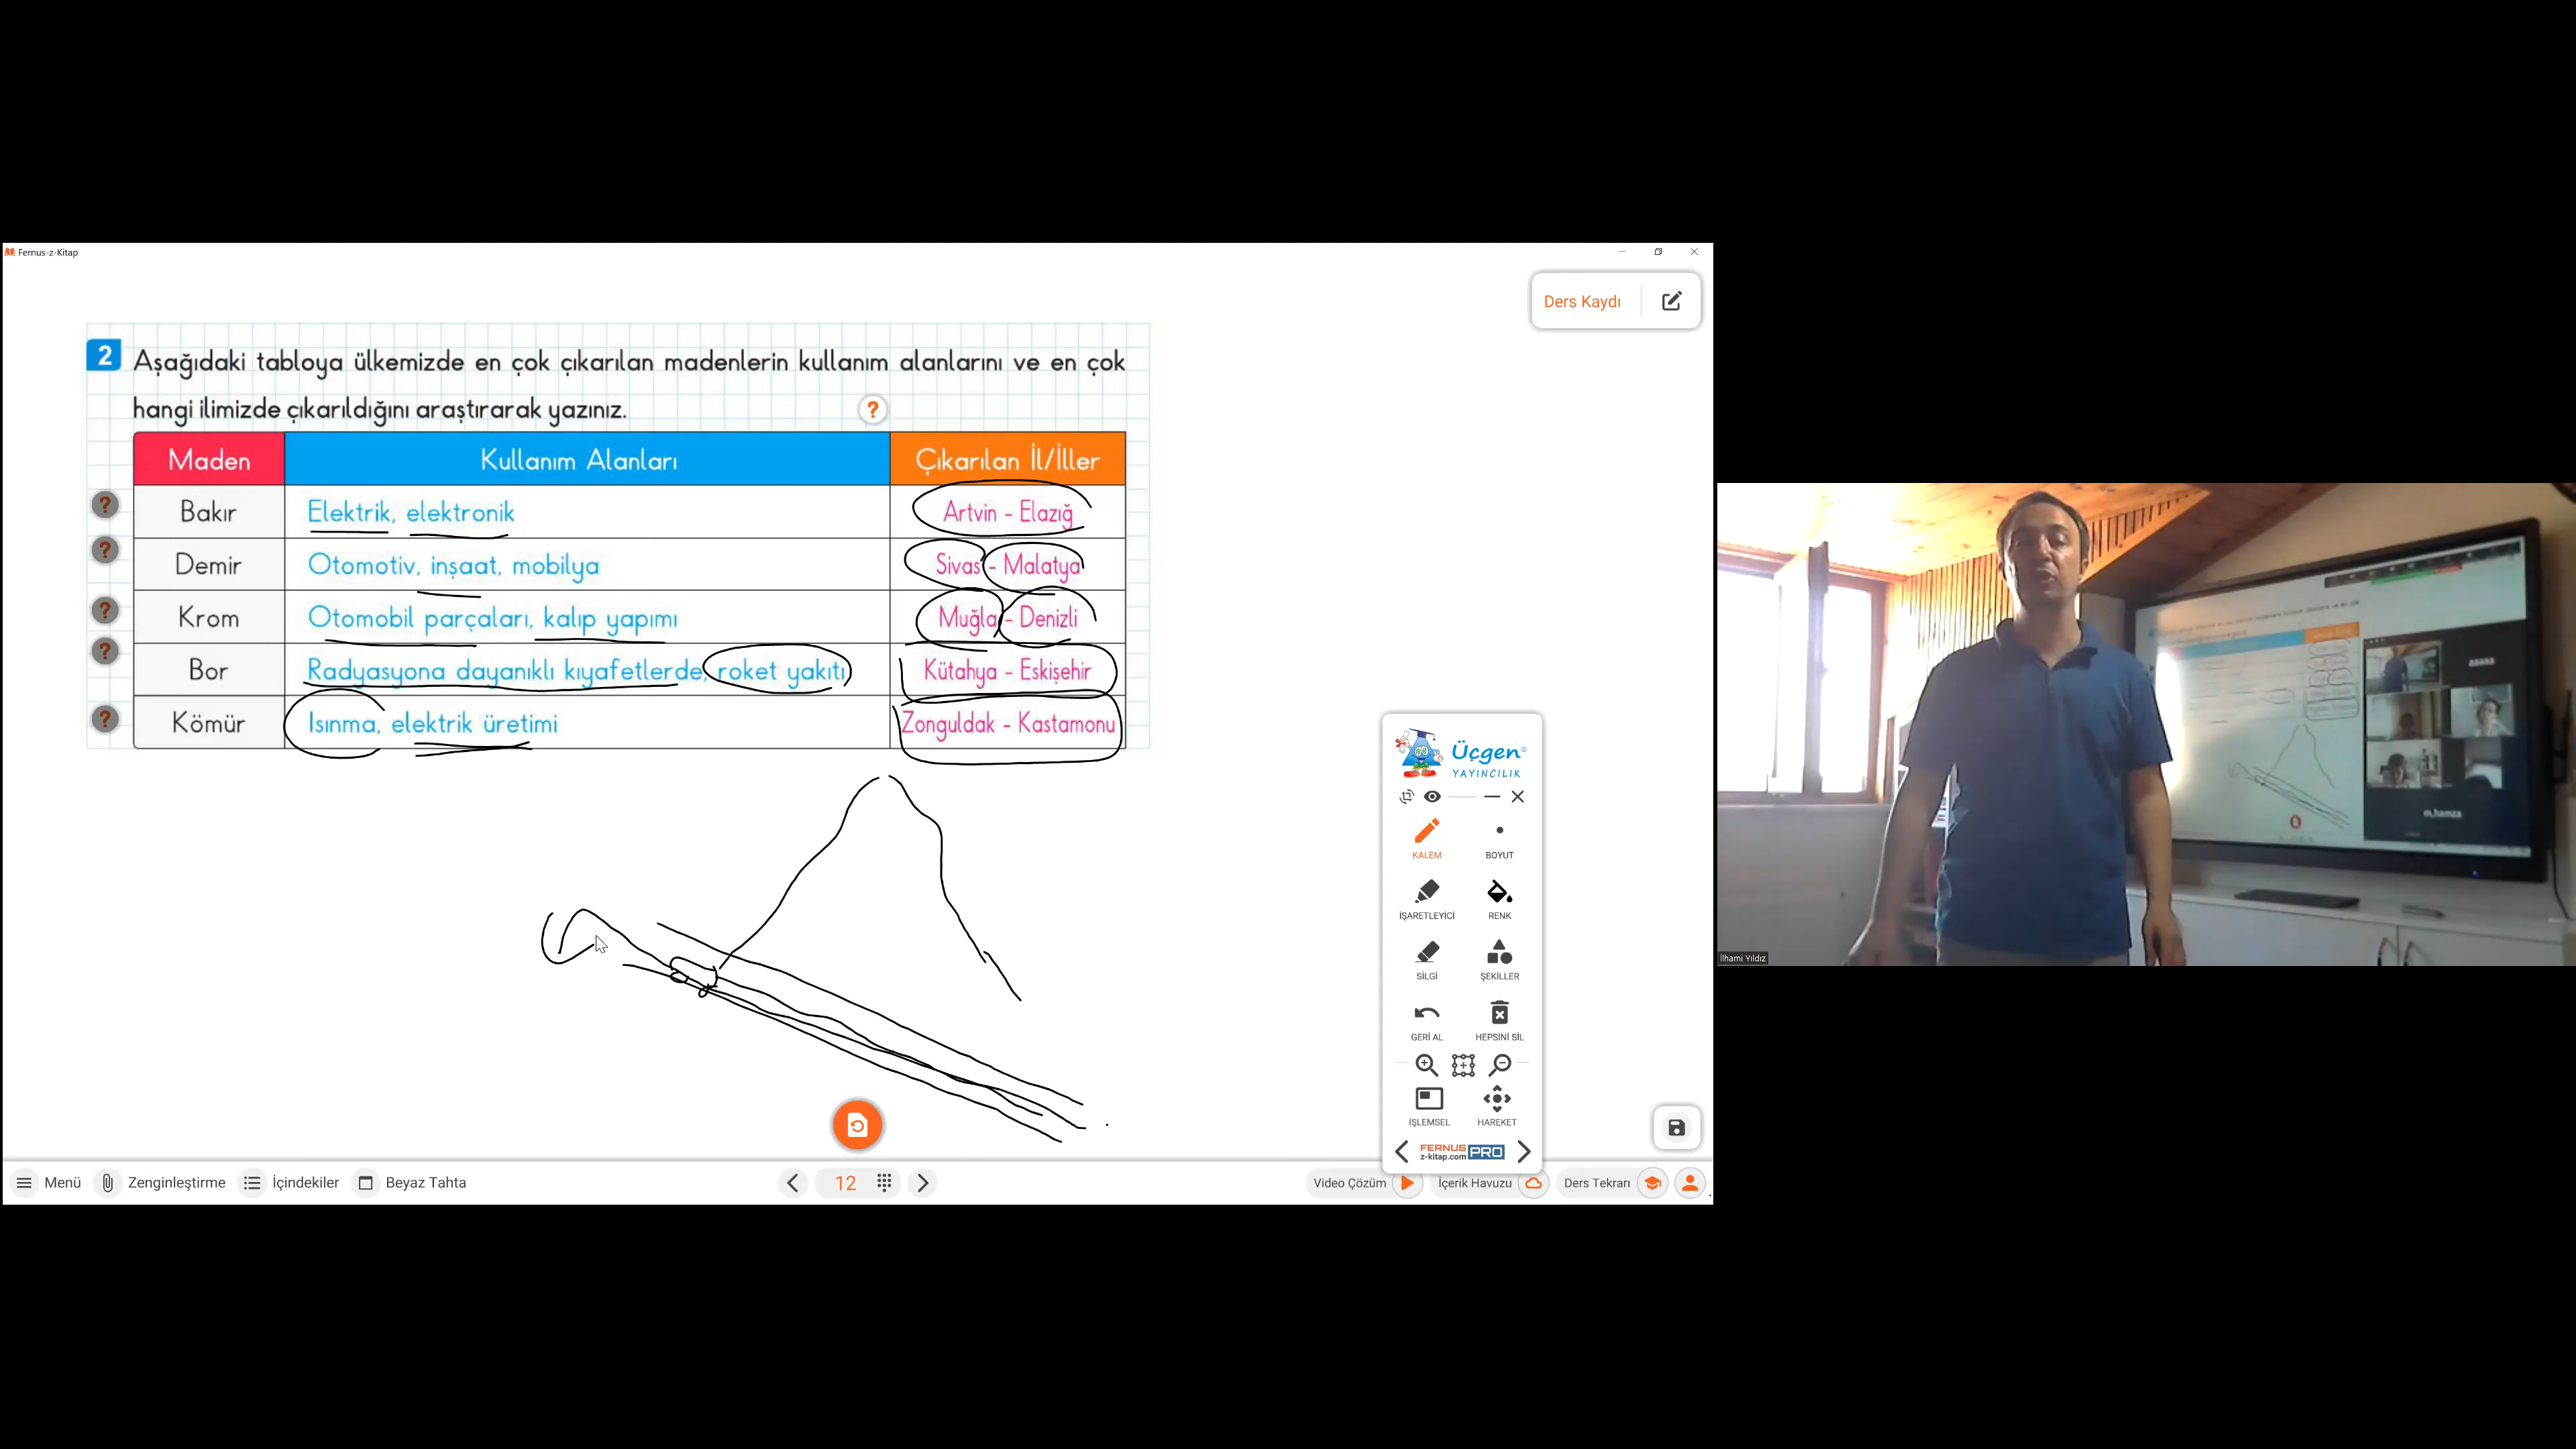 Fernus-z-Kitap
Ders Kaydı
2 Aşağıdaki tabloya ülkemizde en çok çıkarılan madenlerin kullanım alanlarını ve en çok
hangi ilimizde çıkarıldığını araştırarak yazınız.
?
Maden Kullanım Alanları Çıkarılan İl/İller
? Bakır Elektrik, elektronik Artvin - Elazığ
? Demir Otomotiv, inşaat, mobilya Sivas - Malatya
? Krom Otomobil parçaları, kalıp yapımı Muğla - Denizli
? Bor Radyasyona dayanıklı kıyafetlerde, roket yakıtı Kütahya - Eskişehir
? Kömür Isınma, elektrik üretimi Zonguldak - Kastamonu
Üçgen
YAYINCILIK
KALEM BOYUT
İŞARETLEYİCİ RENK
SİLGİ ŞEKİLLER
GERİ AL HEPSİNİ SİL
İŞLEMSEL HAREKET
FERNUS
z-kitap.com PRO
Menü Zenginleştirme İçindekiler Beyaz Tahta 12 Video Çözüm İçerik Havuzu Ders Tekrarı
m.hamza
İlhami Yıldız